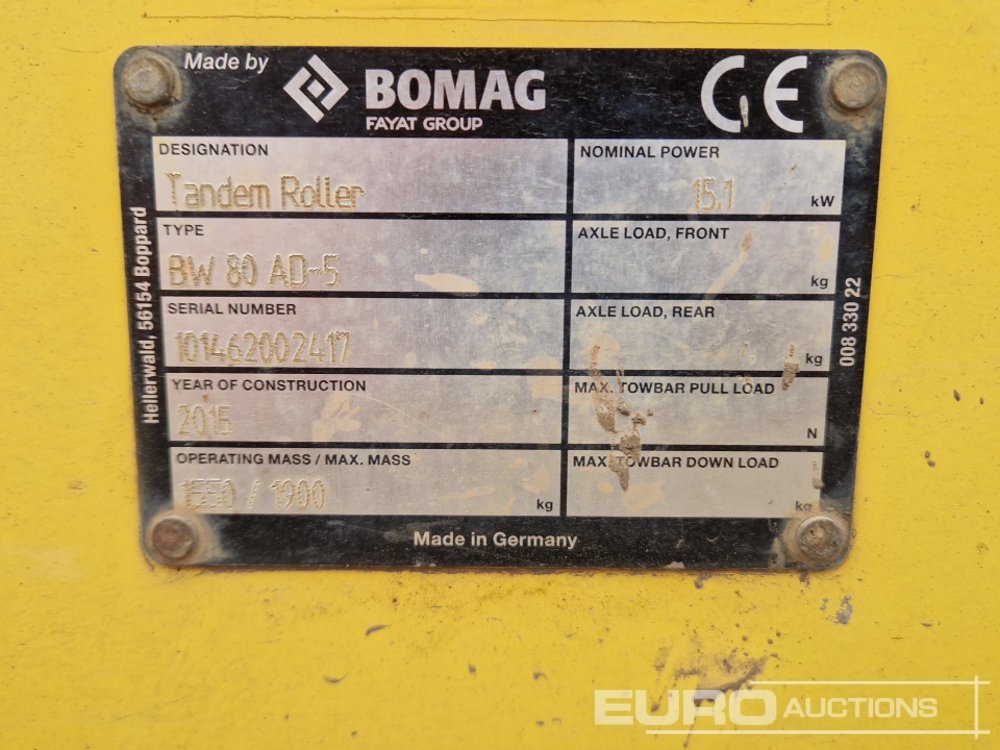 Made by
BOMAG
FAYAT GROUP
CE
DESIGNATION
Tandem Roller
NOMINAL POWER
15.1 kW
TYPE
BW 80 AD-5
AXLE LOAD, FRONT
kg
SERIAL NUMBER
101462002417
AXLE LOAD, REAR
kg
YEAR OF CONSTRUCTION
2015
MAX. TOWBAR PULL LOAD
N
OPERATING MASS / MAX. MASS
1550 / 1900 kg
MAX. TOWBAR DOWN LOAD
kg
Made in Germany
Hellerwald, 56154 Boppard
008 330 22
EURO AUCTIONS